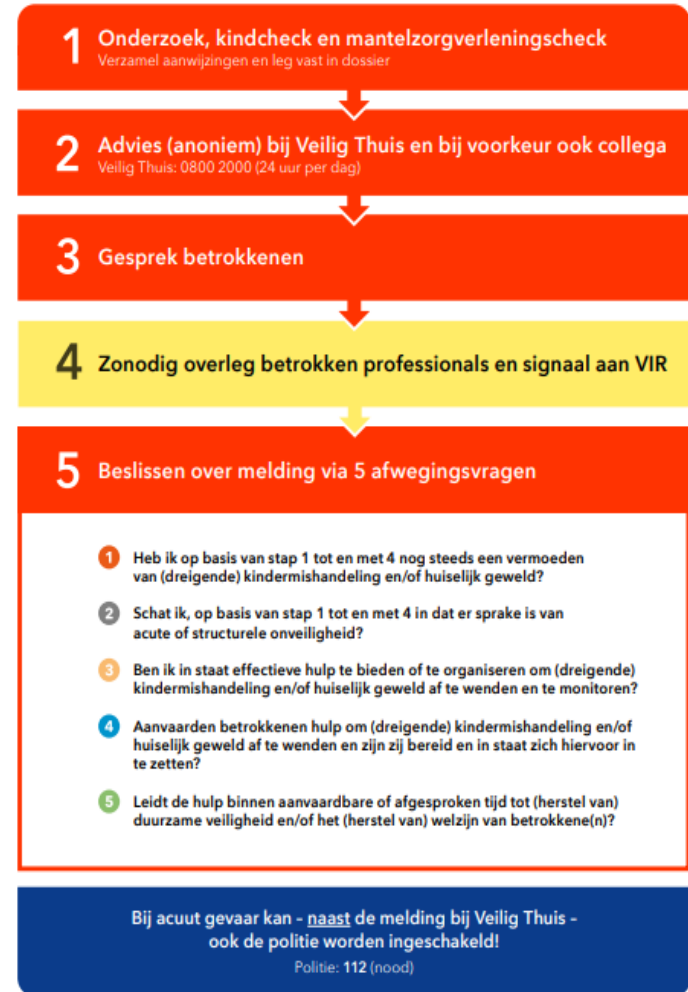 1 Onderzoek, kindcheck en mantelzorgverleningscheck
Verzamel aanwijzingen en leg vast in dossier
2 Advies (anoniem) bij Veilig Thuis en bij voorkeur ook collega
Veilig Thuis: 0800 2000 (24 uur per dag)
3 Gesprek betrokkenen
4 Zonodig overleg betrokken professionals en signaal aan VIR
5 Beslissen over melding via 5 afwegingsvragen
1 Heb ik op basis van stap 1 tot en met 4 nog steeds een vermoeden
van (dreigende) kindermishandeling en/of huiselijk geweld?
2 Schat ik, op basis van stap 1 tot en met 4 in dat er sprake is van
acute of structurele onveiligheid?
3 Ben ik in staat effectieve hulp te bieden of te organiseren om (dreigende)
kindermishandeling en/of huiselijk geweld af te wenden en te monitoren?
4 Aanvaarden betrokkenen hulp om (dreigende) kindermishandeling en/of
huiselijk geweld af te wenden en zijn zij bereid en in staat zich hiervoor in
te zetten?
5 Leidt de hulp binnen aanvaardbare of afgesproken tijd tot (herstel van)
duurzame veiligheid en/of het (herstel van) welzijn van betrokkene(n)?
Bij acuut gevaar kan - naast de melding bij Veilig Thuis -
ook de politie worden ingeschakeld!
Politie: 112 (nood)